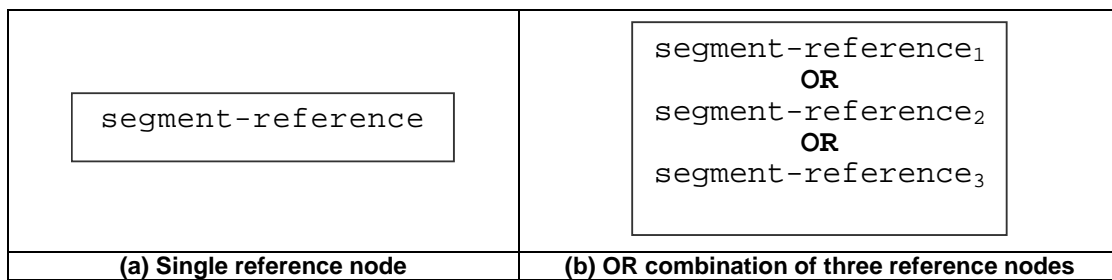 segment-reference
segment-reference₁
OR
segment-reference₂
OR
segment-reference₃
(a) Single reference node
(b) OR combination of three reference nodes